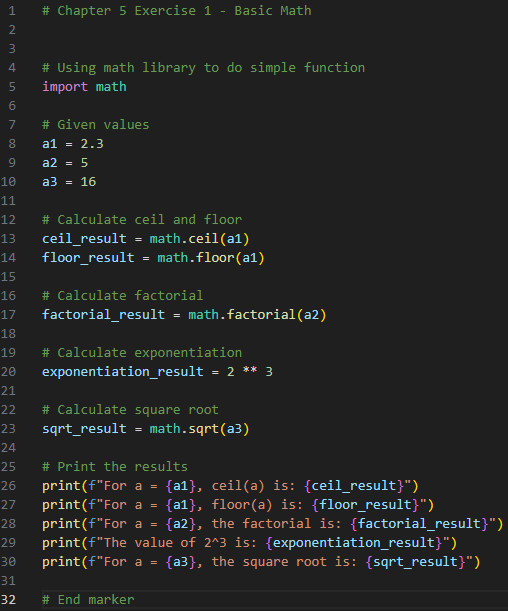 1 # Chapter 5 Exercise 1 - Basic Math
2
3
4 # Using math library to do simple function
5 import math
6
7 # Given values
8 a1 = 2.3
9 a2 = 5
10 a3 = 16
11
12 # Calculate ceil and floor
13 ceil_result = math.ceil(a1)
14 floor_result = math.floor(a1)
15
16 # Calculate factorial
17 factorial_result = math.factorial(a2)
18
19 # Calculate exponentiation
20 exponentiation_result = 2 ** 3
21
22 # Calculate square root
23 sqrt_result = math.sqrt(a3)
24
25 # Print the results
26 print(f"For a = {a1}, ceil(a) is: {ceil_result}")
27 print(f"For a = {a1}, floor(a) is: {floor_result}")
28 print(f"For a = {a2}, the factorial is: {factorial_result}")
29 print(f"The value of 2^3 is: {exponentiation_result}")
30 print(f"For a = {a3}, the square root is: {sqrt_result}")
31
32 # End marker